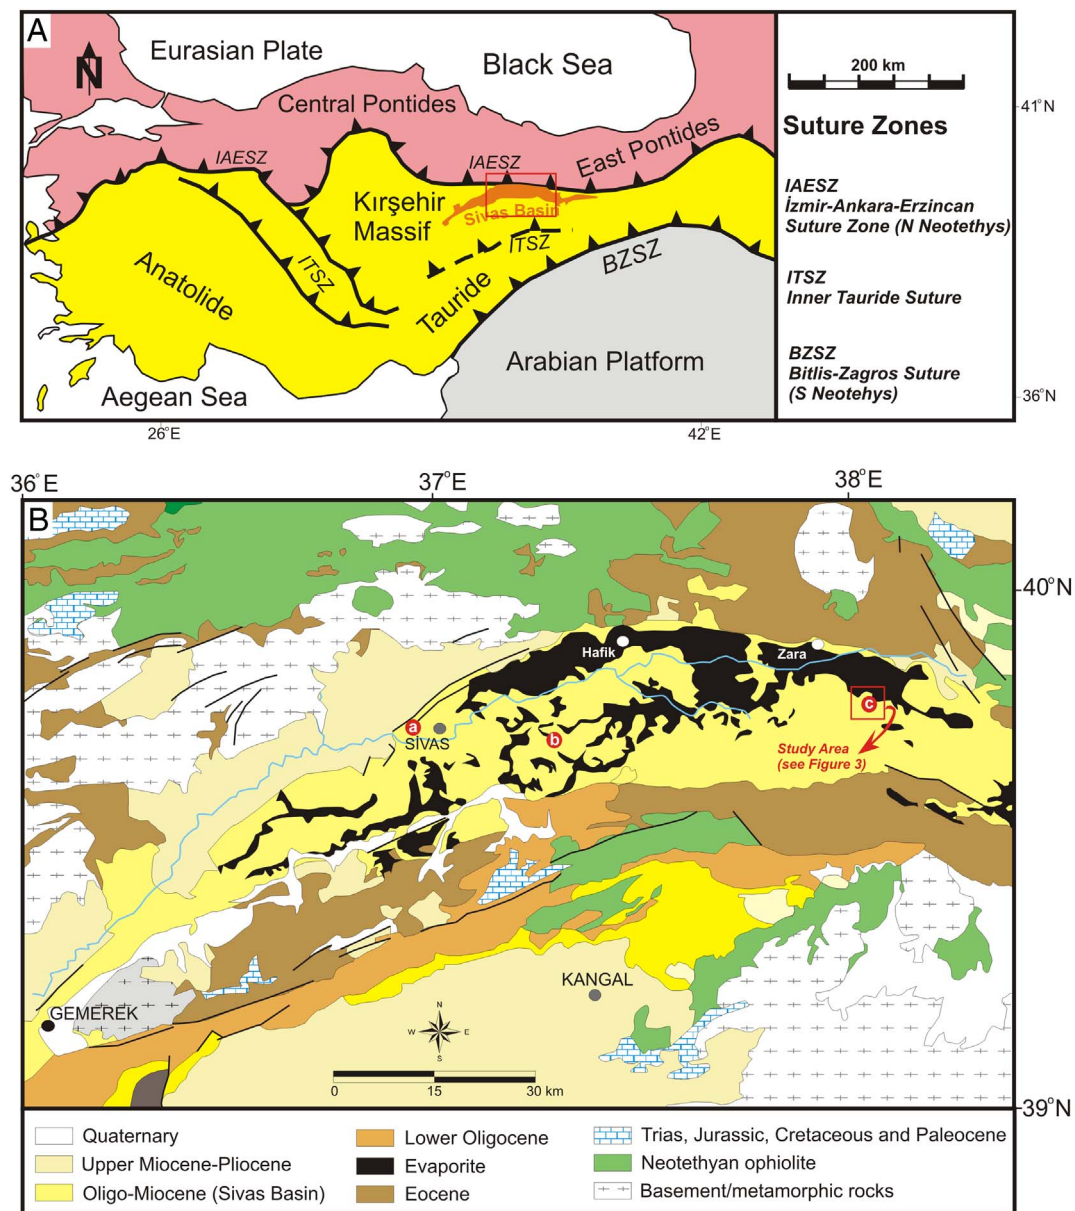 A
N
Eurasian Plate
Black Sea
Central Pontides
IAESZ
IAESZ
East Pontides
Kırşehir
Massif
Sivas Basin
ITSZ
ITSZ
BZSZ
Anatolide
Tauride
Arabian Platform
Aegean Sea
200 km
Suture Zones
IAESZ
İzmir-Ankara-Erzincan
Suture Zone (N Neotethys)
ITSZ
Inner Tauride Suture
BZSZ
Bitlis-Zagros Suture
(S Neotehys)
41°N
36°N
26°E
42°E
36°E
37°E
38°E
B
40°N
Hafik
Zara
a
SİVAS
b
c
Study Area
(see Figure 3)
KANGAL
GEMEREK
N
W
E
S
0
15
30 km
39°N
Quaternary
Upper Miocene-Pliocene
Oligo-Miocene (Sivas Basin)
Lower Oligocene
Evaporite
Eocene
Trias, Jurassic, Cretaceous and Paleocene
Neotethyan ophiolite
Basement/metamorphic rocks